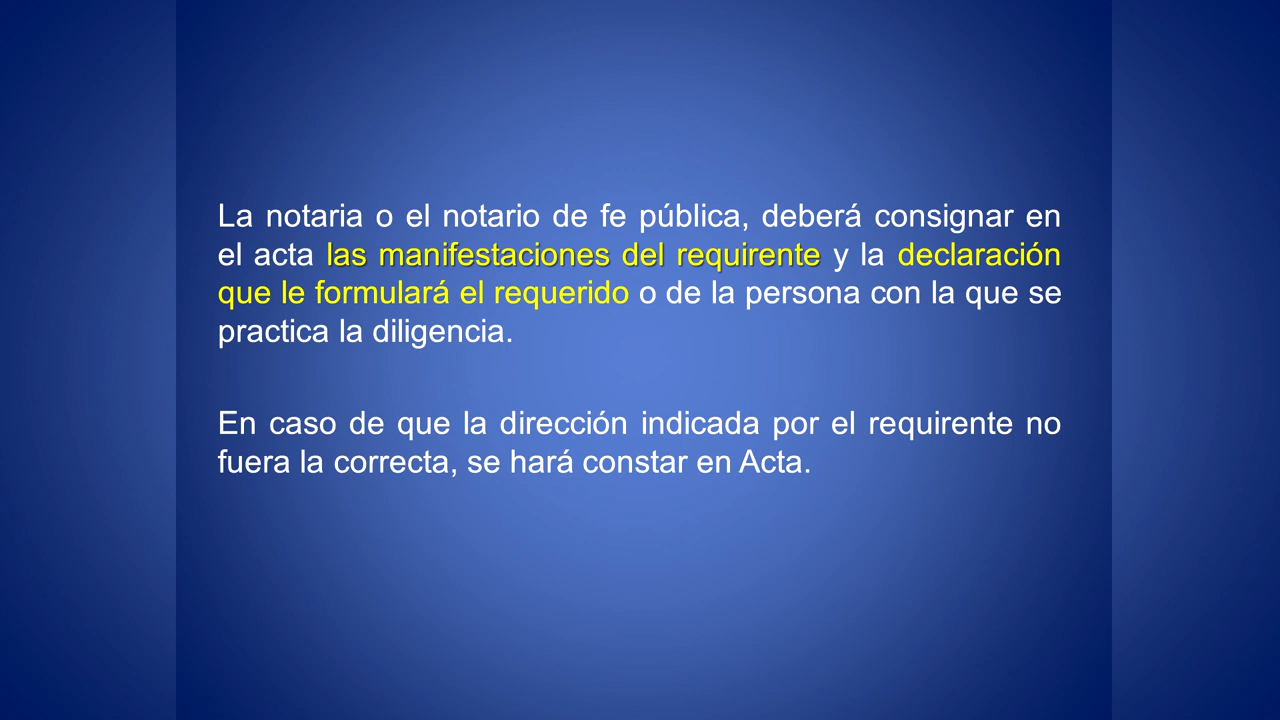 La notaria o el notario de fe pública, deberá consignar en
el acta las manifestaciones del requirente y la declaración
que le formulará el requerido o de la persona con la que se
practica la diligencia.
En caso de que la dirección indicada por el requirente no
fuera la correcta, se hará constar en Acta.